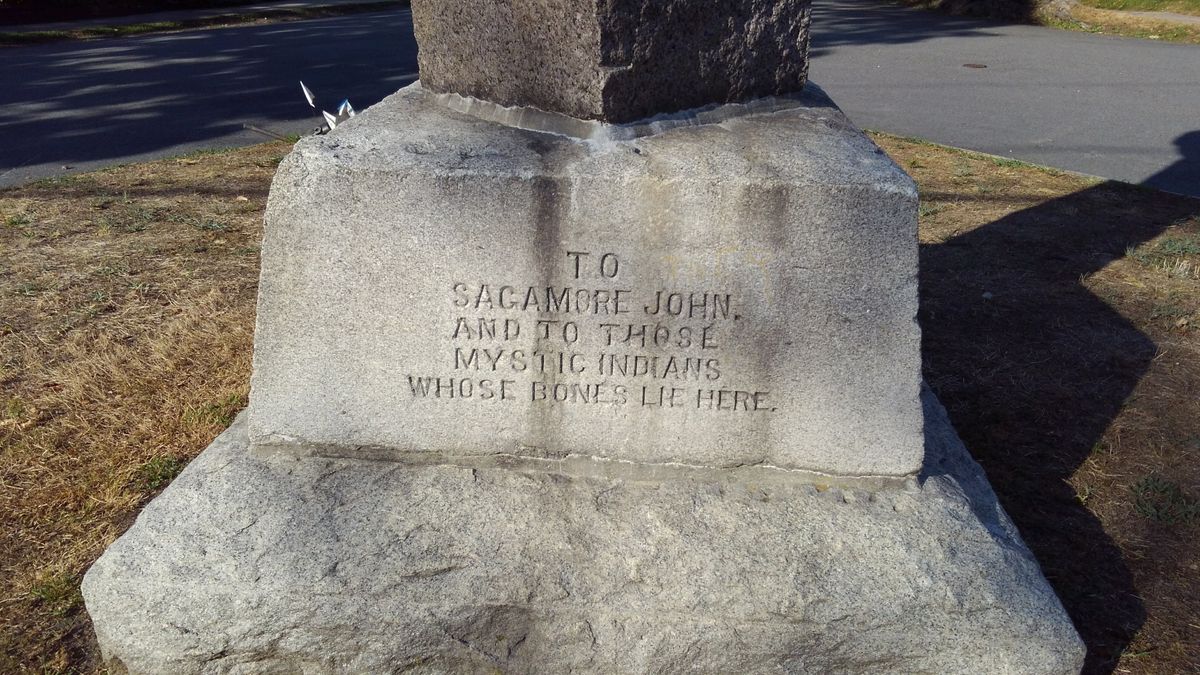 TO
SAGAMORE JOHN,
AND TO THOSE
MYSTIC INDIANS
WHOSE BONES LIE HERE.